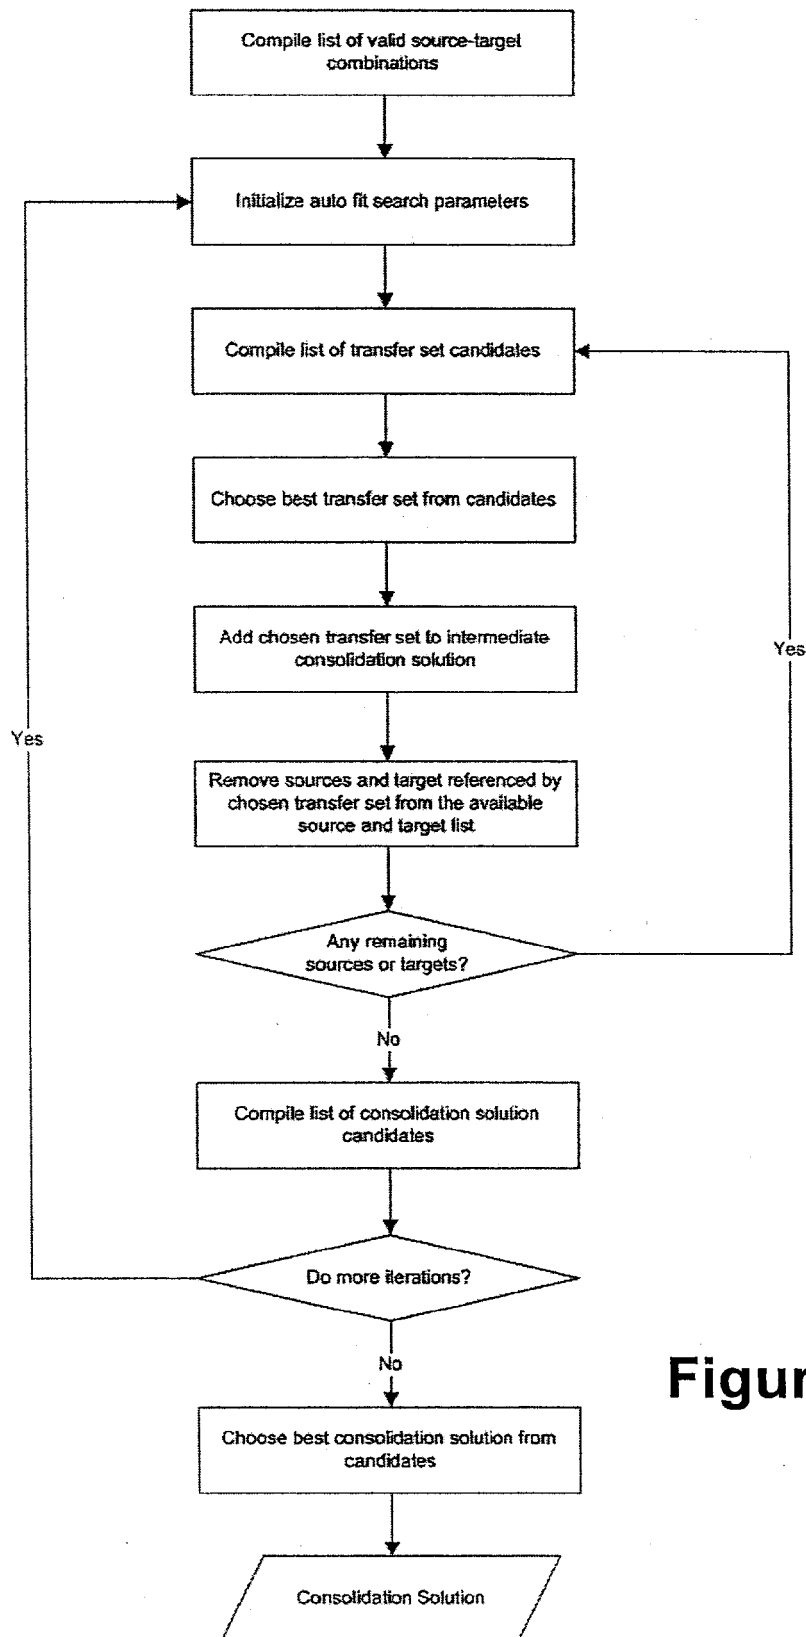 Compile list of valid source-target
combinations
Initialize auto fit search parameters
Compile list of transfer set candidates
Choose best transfer set from candidates
Add chosen transfer set to intermediate
consolidation solution
Yes
Remove sources and target referenced by
chosen transfer set from the available
source and target list
Yes
Any remaining
sources or targets?
No
Compile list of consolidation solution
candidates
Do more iterations?
No
Figur
Choose best consolidation solution from
candidates
Consolidation Solution